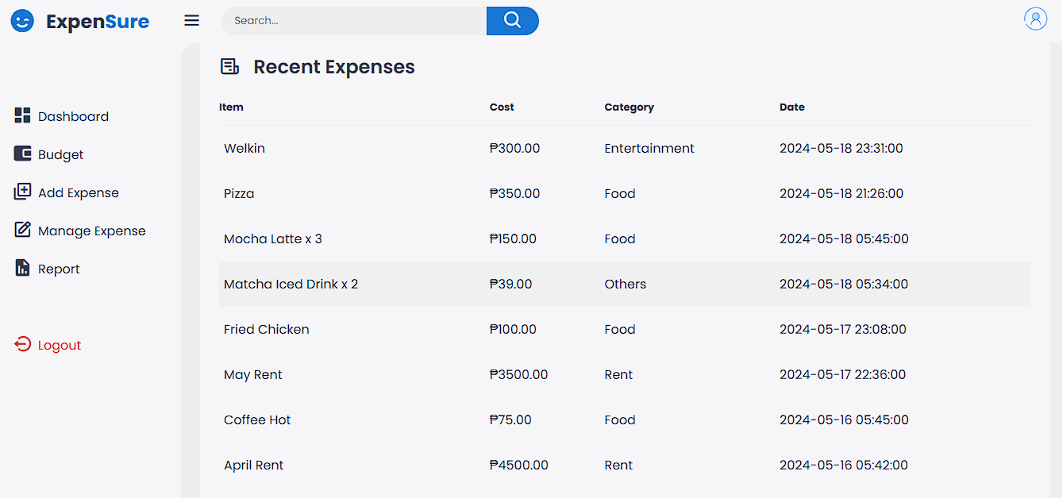 ExpenSure
Search...
Dashboard
Budget
Add Expense
Manage Expense
Report
Logout
Recent Expenses
Item Cost Category Date
Welkin ₱300.00 Entertainment 2024-05-18 23:31:00
Pizza ₱350.00 Food 2024-05-18 21:26:00
Mocha Latte x 3 ₱150.00 Food 2024-05-18 05:45:00
Matcha Iced Drink x 2 ₱39.00 Others 2024-05-18 05:34:00
Fried Chicken ₱100.00 Food 2024-05-17 23:08:00
May Rent ₱3500.00 Rent 2024-05-17 22:36:00
Coffee Hot ₱75.00 Food 2024-05-16 05:45:00
April Rent ₱4500.00 Rent 2024-05-16 05:42:00